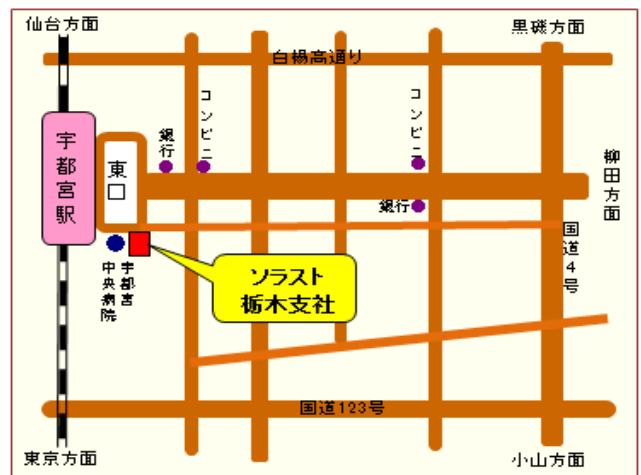 仙台方面
黒磯方面
白楊高通り
コンビニ
コンビニ
銀行
宇都宮駅
東口
柳田方面
銀行
国道4号
宇都宮
中央病院
ソラスト
栃木支社
国道123号
東京方面
小山方面